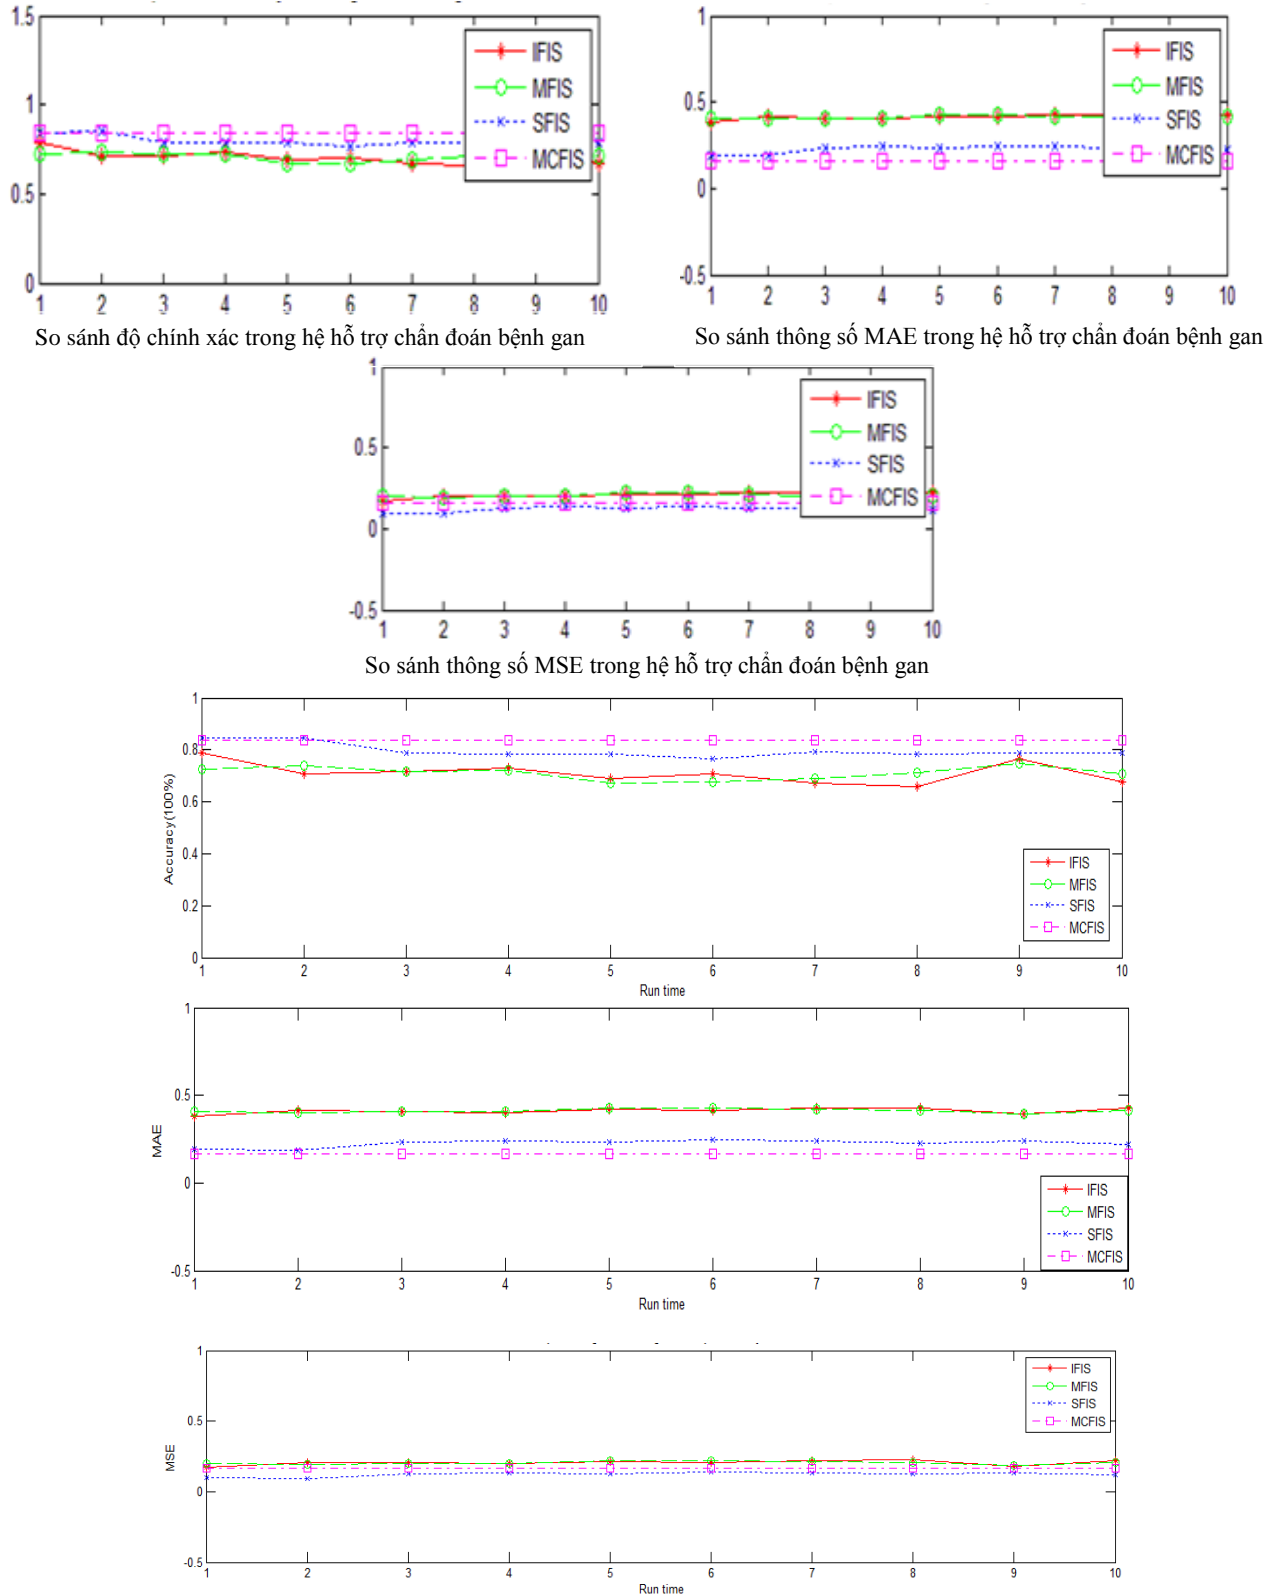 1.5
1
0.5
0
IFIS
MFIS
SFIS
MCFIS
1 2 3 4 5 6 7 8 9 10
So sánh độ chính xác trong hệ hỗ trợ chẩn đoán bệnh gan
1
0.5
0
-0.5
IFIS
MFIS
SFIS
MCFIS
1 2 3 4 5 6 7 8 9 10
So sánh thông số MAE trong hệ hỗ trợ chẩn đoán bệnh gan
1
0.5
0
-0.5
IFIS
MFIS
SFIS
MCFIS
1 2 3 4 5 6 7 8 9 10
So sánh thông số MSE trong hệ hỗ trợ chẩn đoán bệnh gan
Accuracy(100%)
1
0.8
0.6
0.4
0.2
0
IFIS
MFIS
SFIS
MCFIS
1 2 3 4 5 6 7 8 9 10
Run time
MAE
1
0.5
0
-0.5
IFIS
MFIS
SFIS
MCFIS
1 2 3 4 5 6 7 8 9 10
Run time
MSE
1
0.5
0
-0.5
IFIS
MFIS
SFIS
MCFIS
1 2 3 4 5 6 7 8 9 10
Run time